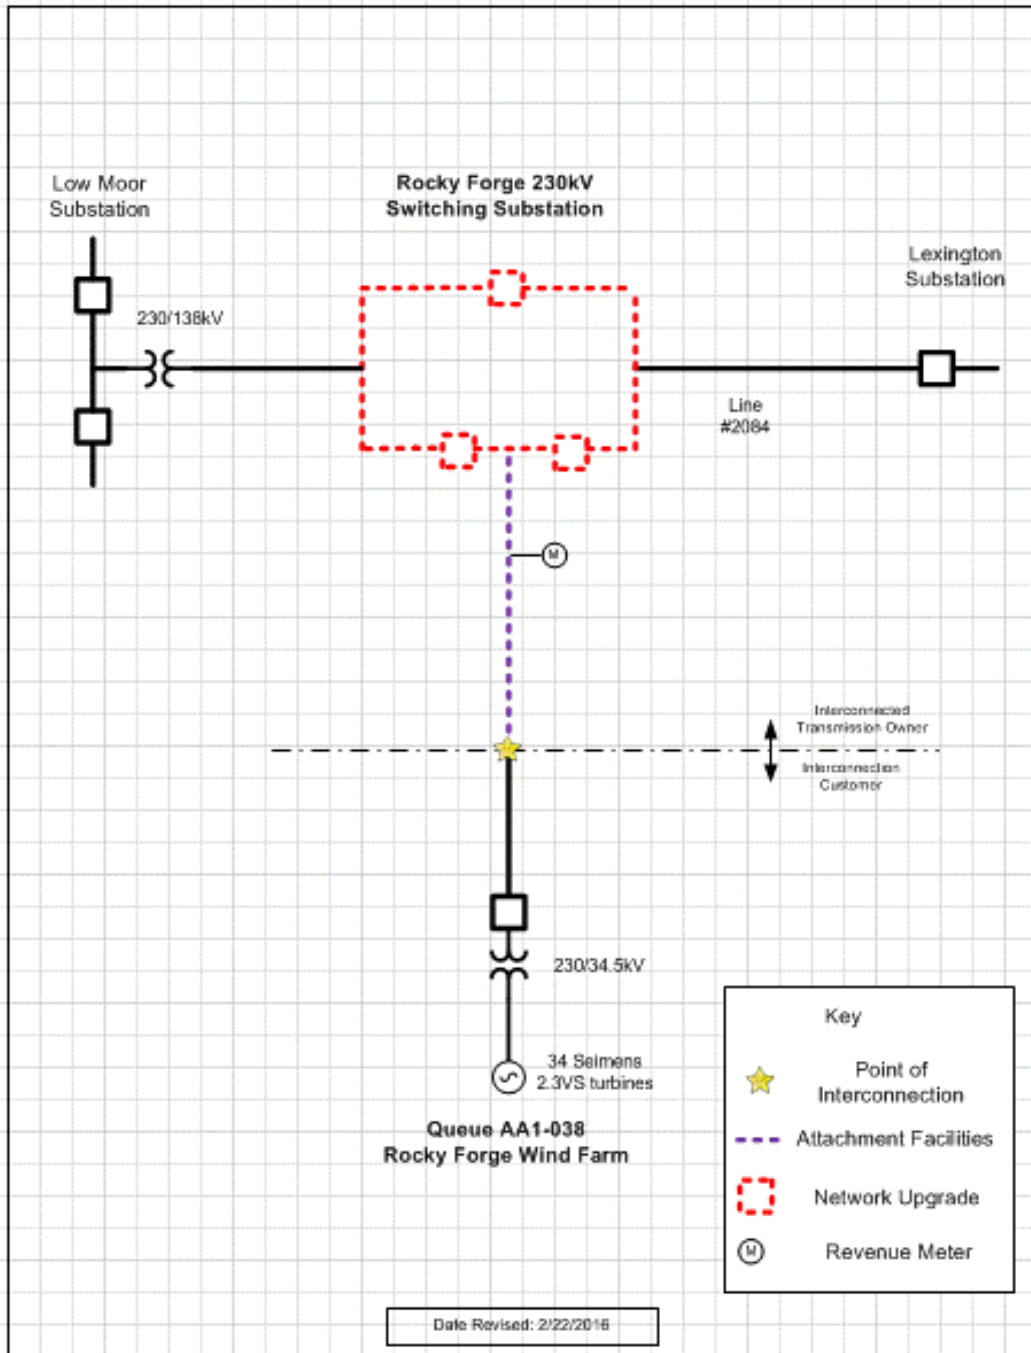 Low Moor
Substation
Rocky Forge 230kV
Switching Substation
Lexington
Substation
230/138kV
Line
#2084
M
Interconnected
Transmission Owner
Interconnection
Customer
230/34.5kV
34 Seimens
2.3VS turbines
Queue AA1-038
Rocky Forge Wind Farm
Key
Point of
Interconnection
Attachment Facilities
Network Upgrade
M
Revenue Meter
Date Revised: 2/22/2016